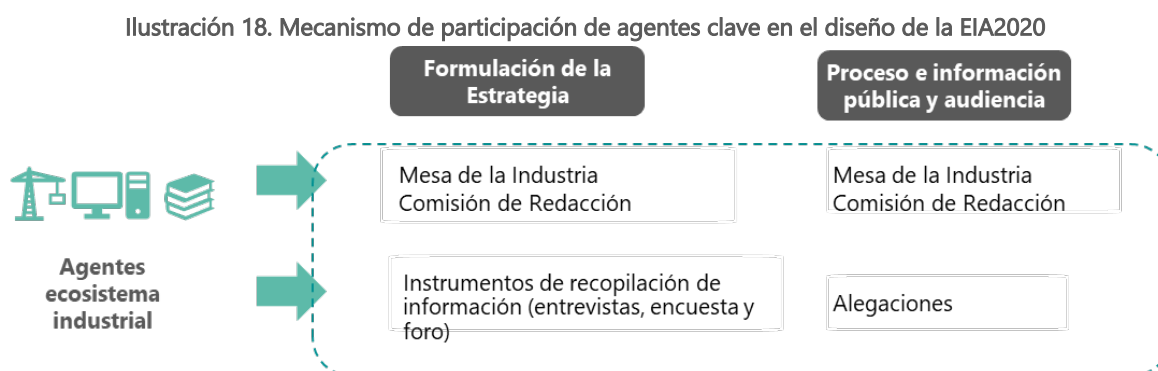 Ilustración 18. Mecanismo de participación de agentes clave en el diseño de la EIA2020
Formulación de la
Estrategia
Proceso e información
pública y audiencia
Mesa de la Industria
Comisión de Redacción
Mesa de la Industria
Comisión de Redacción
Agentes
ecosistema
industrial
Instrumentos de recopilación de
información (entrevistas, encuesta y
foro)
Alegaciones